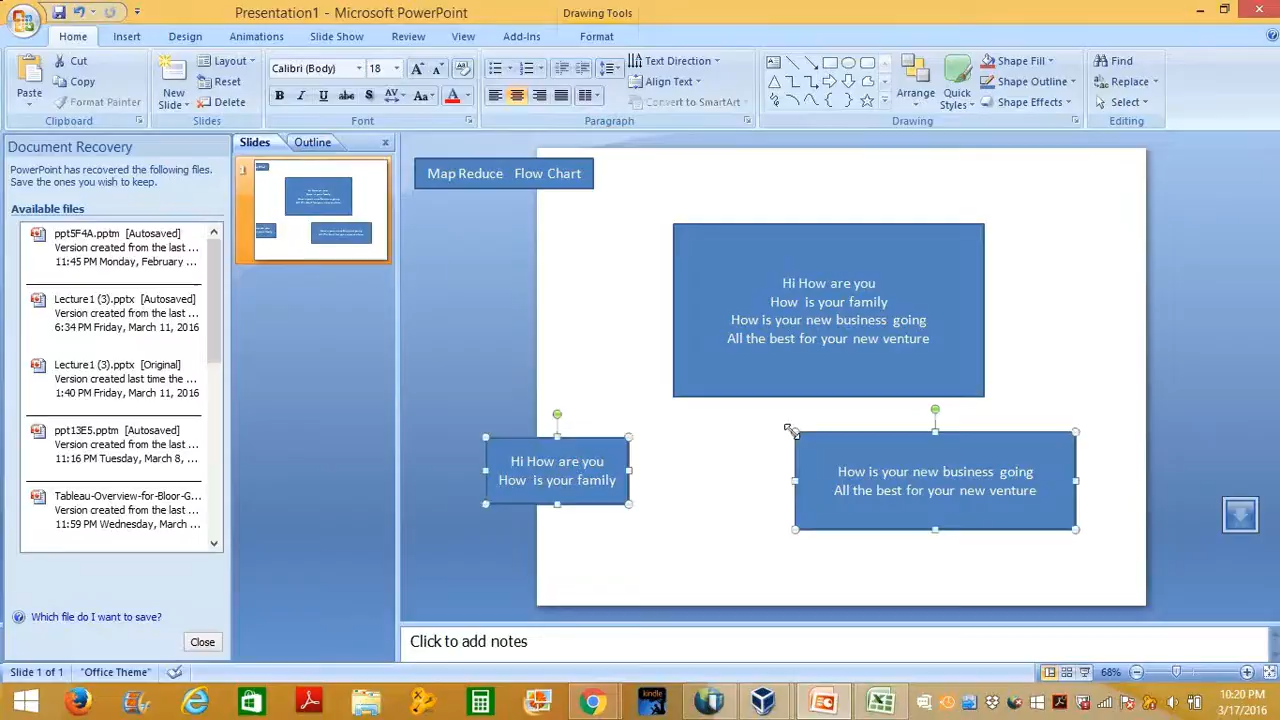 Presentation1 - Microsoft PowerPoint
Drawing Tools
Home
Insert
Design
Animations
Slide Show
Review
View
Add-Ins
Format
Paste
Cut
Copy
Format Painter
Clipboard
New
Slide
Layout
Reset
Delete
Slides
Calibri (Body)
18
B I U abc S AV Aa A
Font
Text Direction
Align Text
Convert to SmartArt
Paragraph
Arrange
Quick
Styles
Shape Fill
Shape Outline
Shape Effects
Drawing
Find
Replace
Select
Editing
Document Recovery
PowerPoint has recovered the following files.
Save the ones you wish to keep.
Available files
ppt5F4A.pptm [Autosaved]
Version created from the last ...
11:45 PM Monday, February ...
Lecture1 (3).pptx [Autosaved]
Version created from the last ...
6:34 PM Friday, March 11, 2016
Lecture1 (3).pptx [Original]
Version created last time the ...
1:40 PM Friday, March 11, 2016
ppt13E5.pptm [Autosaved]
Version created from the last ...
11:16 PM Tuesday, March 8, ...
Tableau-Overview-for-Bloor-G...
Version created from the last ...
11:59 PM Wednesday, March ...
Which file do I want to save?
Close
Slides
Outline
1
Map Reduce Flow Chart
Hi How are you
How is your family
How is your new business going
All the best for your new venture
Hi How are you
How is your family
How is your new business going
All the best for your new venture
Click to add notes
Slide 1 of 1
"Office Theme"
68%
kindle
10:20 PM
3/17/2016